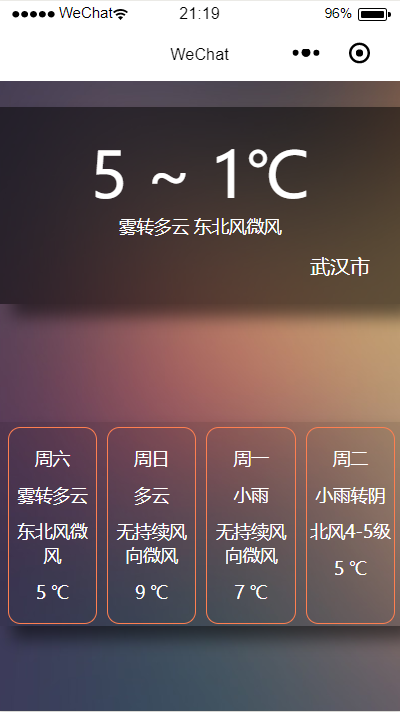 ●●●●● WeChat 21:19 96%
WeChat
5 ~ 1℃
雾转多云 东北风微风
武汉市
周六 周日 周一 周二
雾转多云 多云 小雨 小雨转阴
东北风微风 无持续风向微风 无持续风向微风 北风4-5级
5 ℃ 9 ℃ 7 ℃ 5 ℃